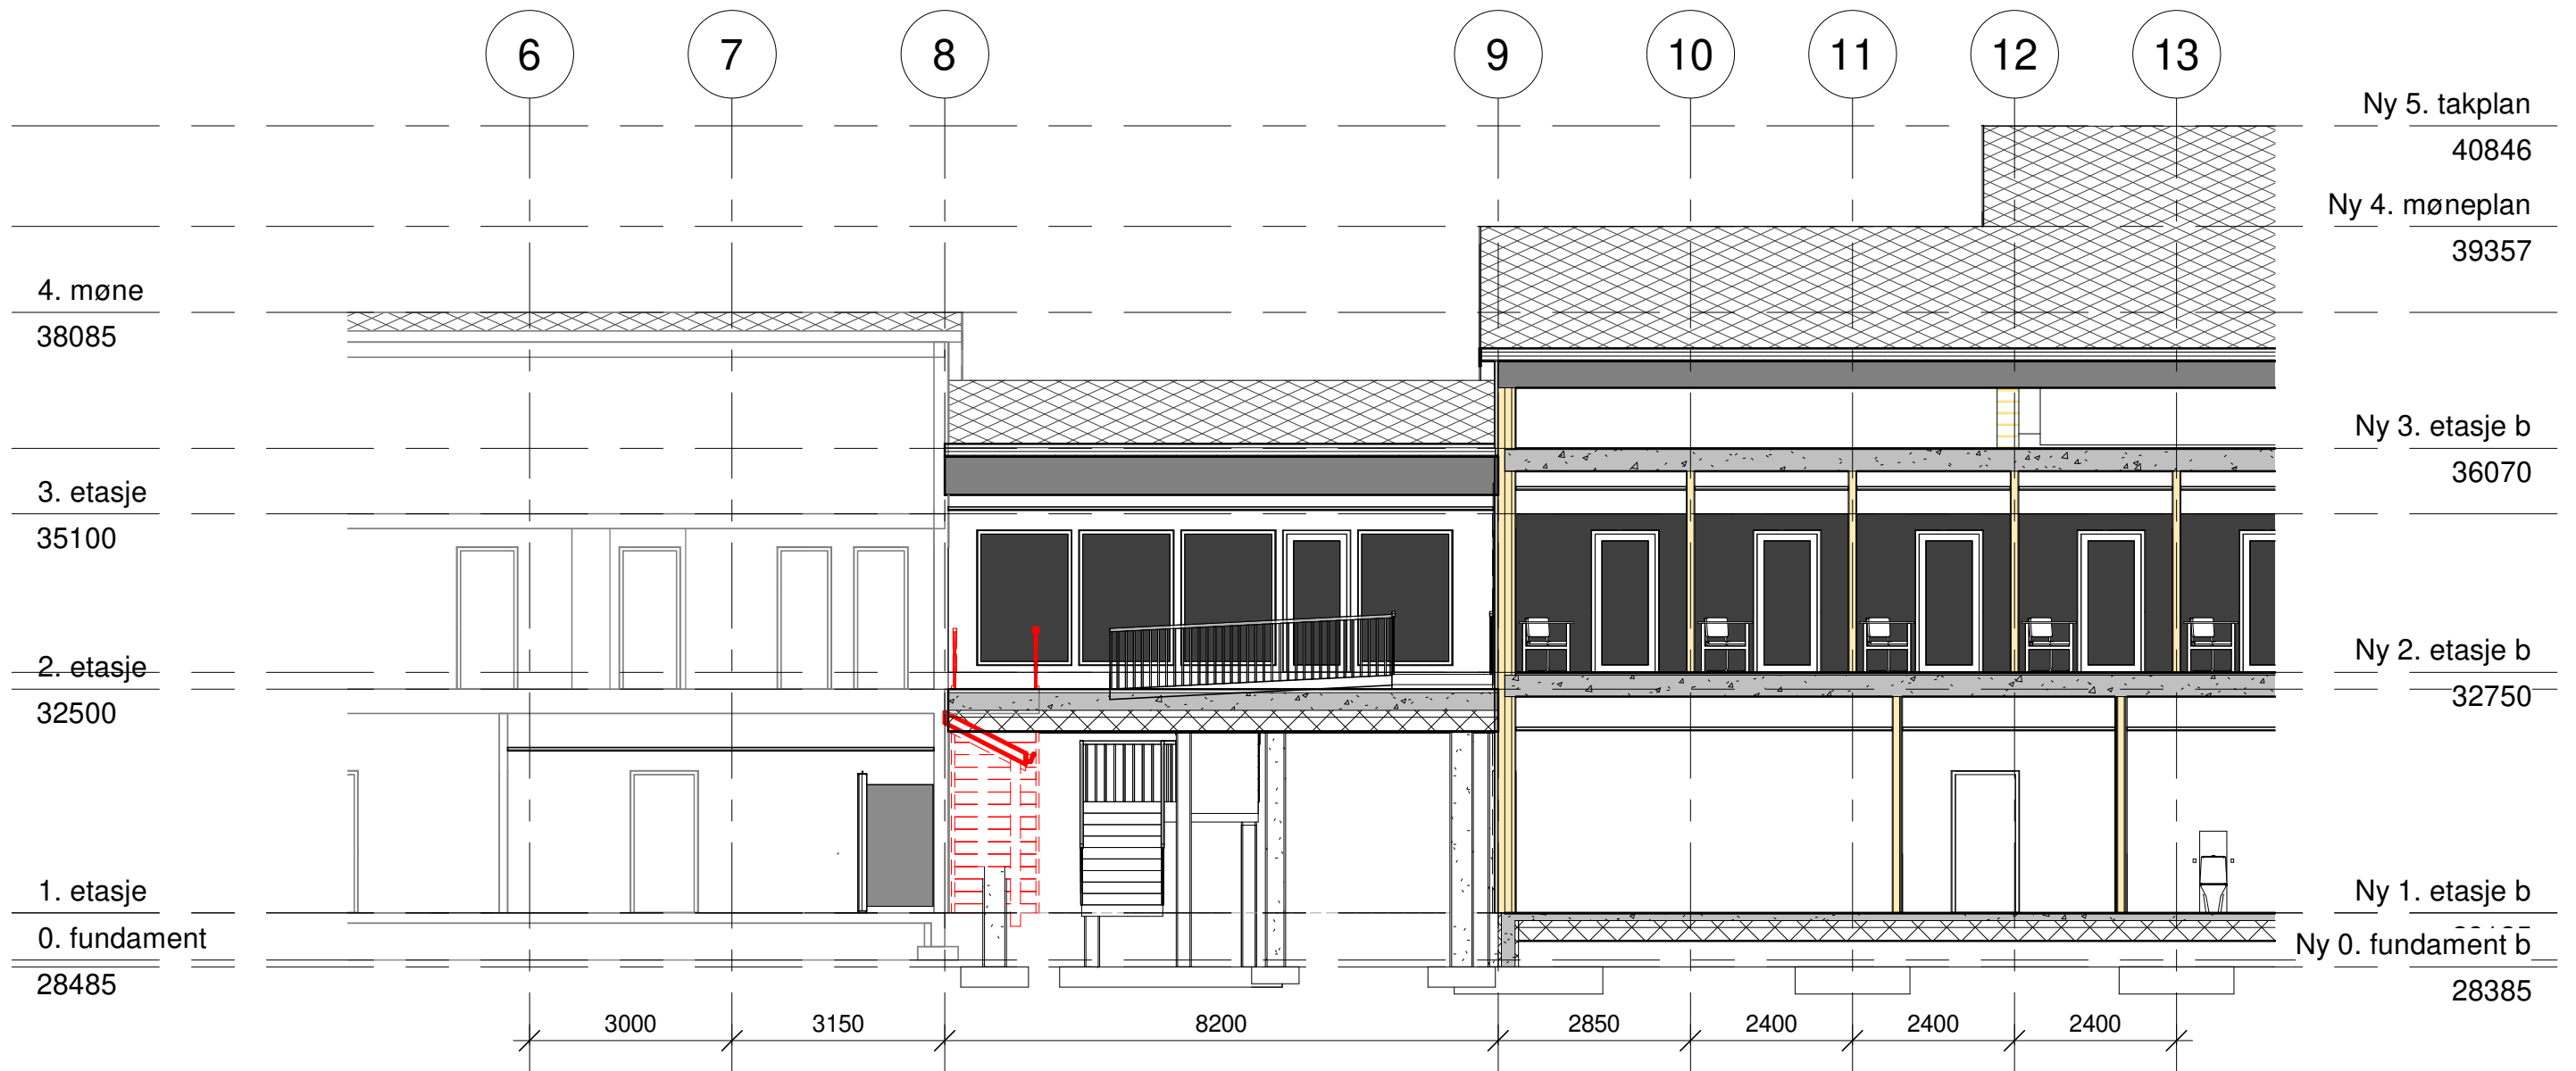 6 7 8 9 10 11 12 13
Ny 5. takplan
40846
Ny 4. møneplan
39357
4. møne
38085
Ny 3. etasje b
36070
3. etasje
35100
2. etasje
32500
Ny 2. etasje b
32750
1. etasje
Ny 1. etasje b
0. fundament
28485
Ny 0. fundament b
28385
3000 3150 8200 2850 2400 2400 2400